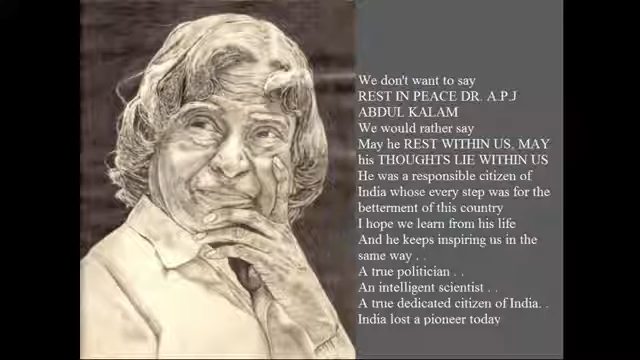 We don't want to say
REST IN PEACE DR. A.P.J
ABDUL KALAM
We would rather say
May he REST WITHIN US. MAY
his THOUGHTS LIE WITHIN US
He was a responsible citizen of
India whose every step was for the
betterment of this country
I hope we learn from his life
And he keeps inspiring us in the
same way . .
A true politician . .
An intelligent scientist . .
A true dedicated citizen of India. .
India lost a pioneer today